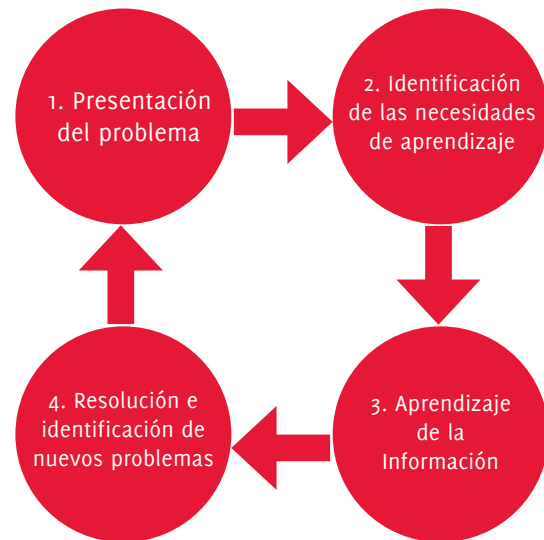 1. Presentación
del problema
2. Identificación
de las necesidades
de aprendizaje
3. Aprendizaje
de la
Información
4. Resolución e
identificación de
nuevos problemas